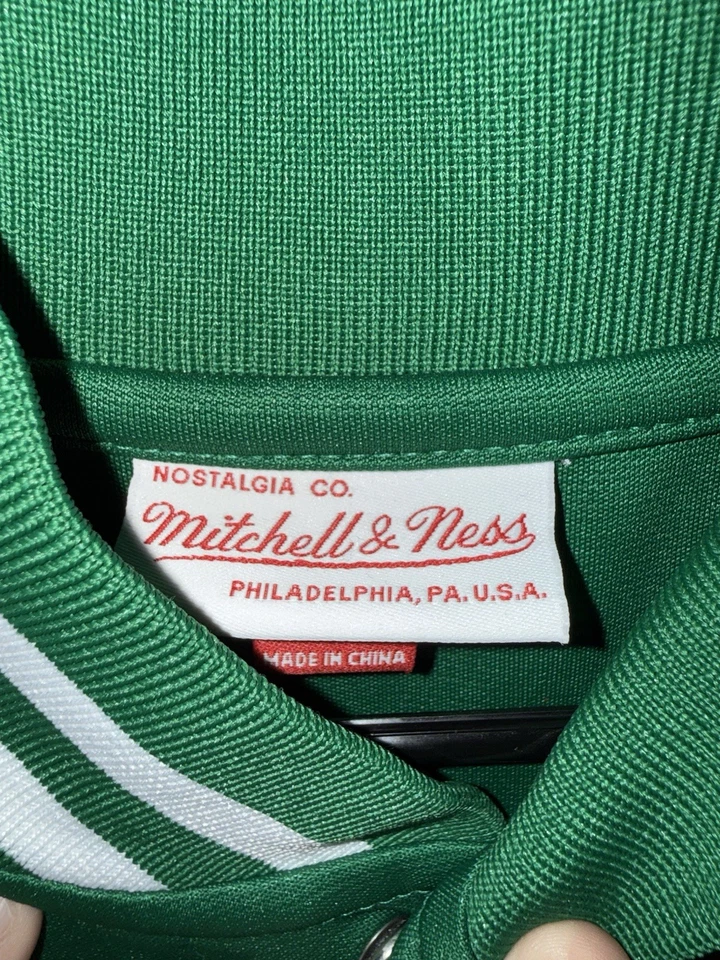 NOSTALGIA CO.
Mitchell & Ness
PHILADELPHIA, PA. U.S.A.
MADE IN CHINA